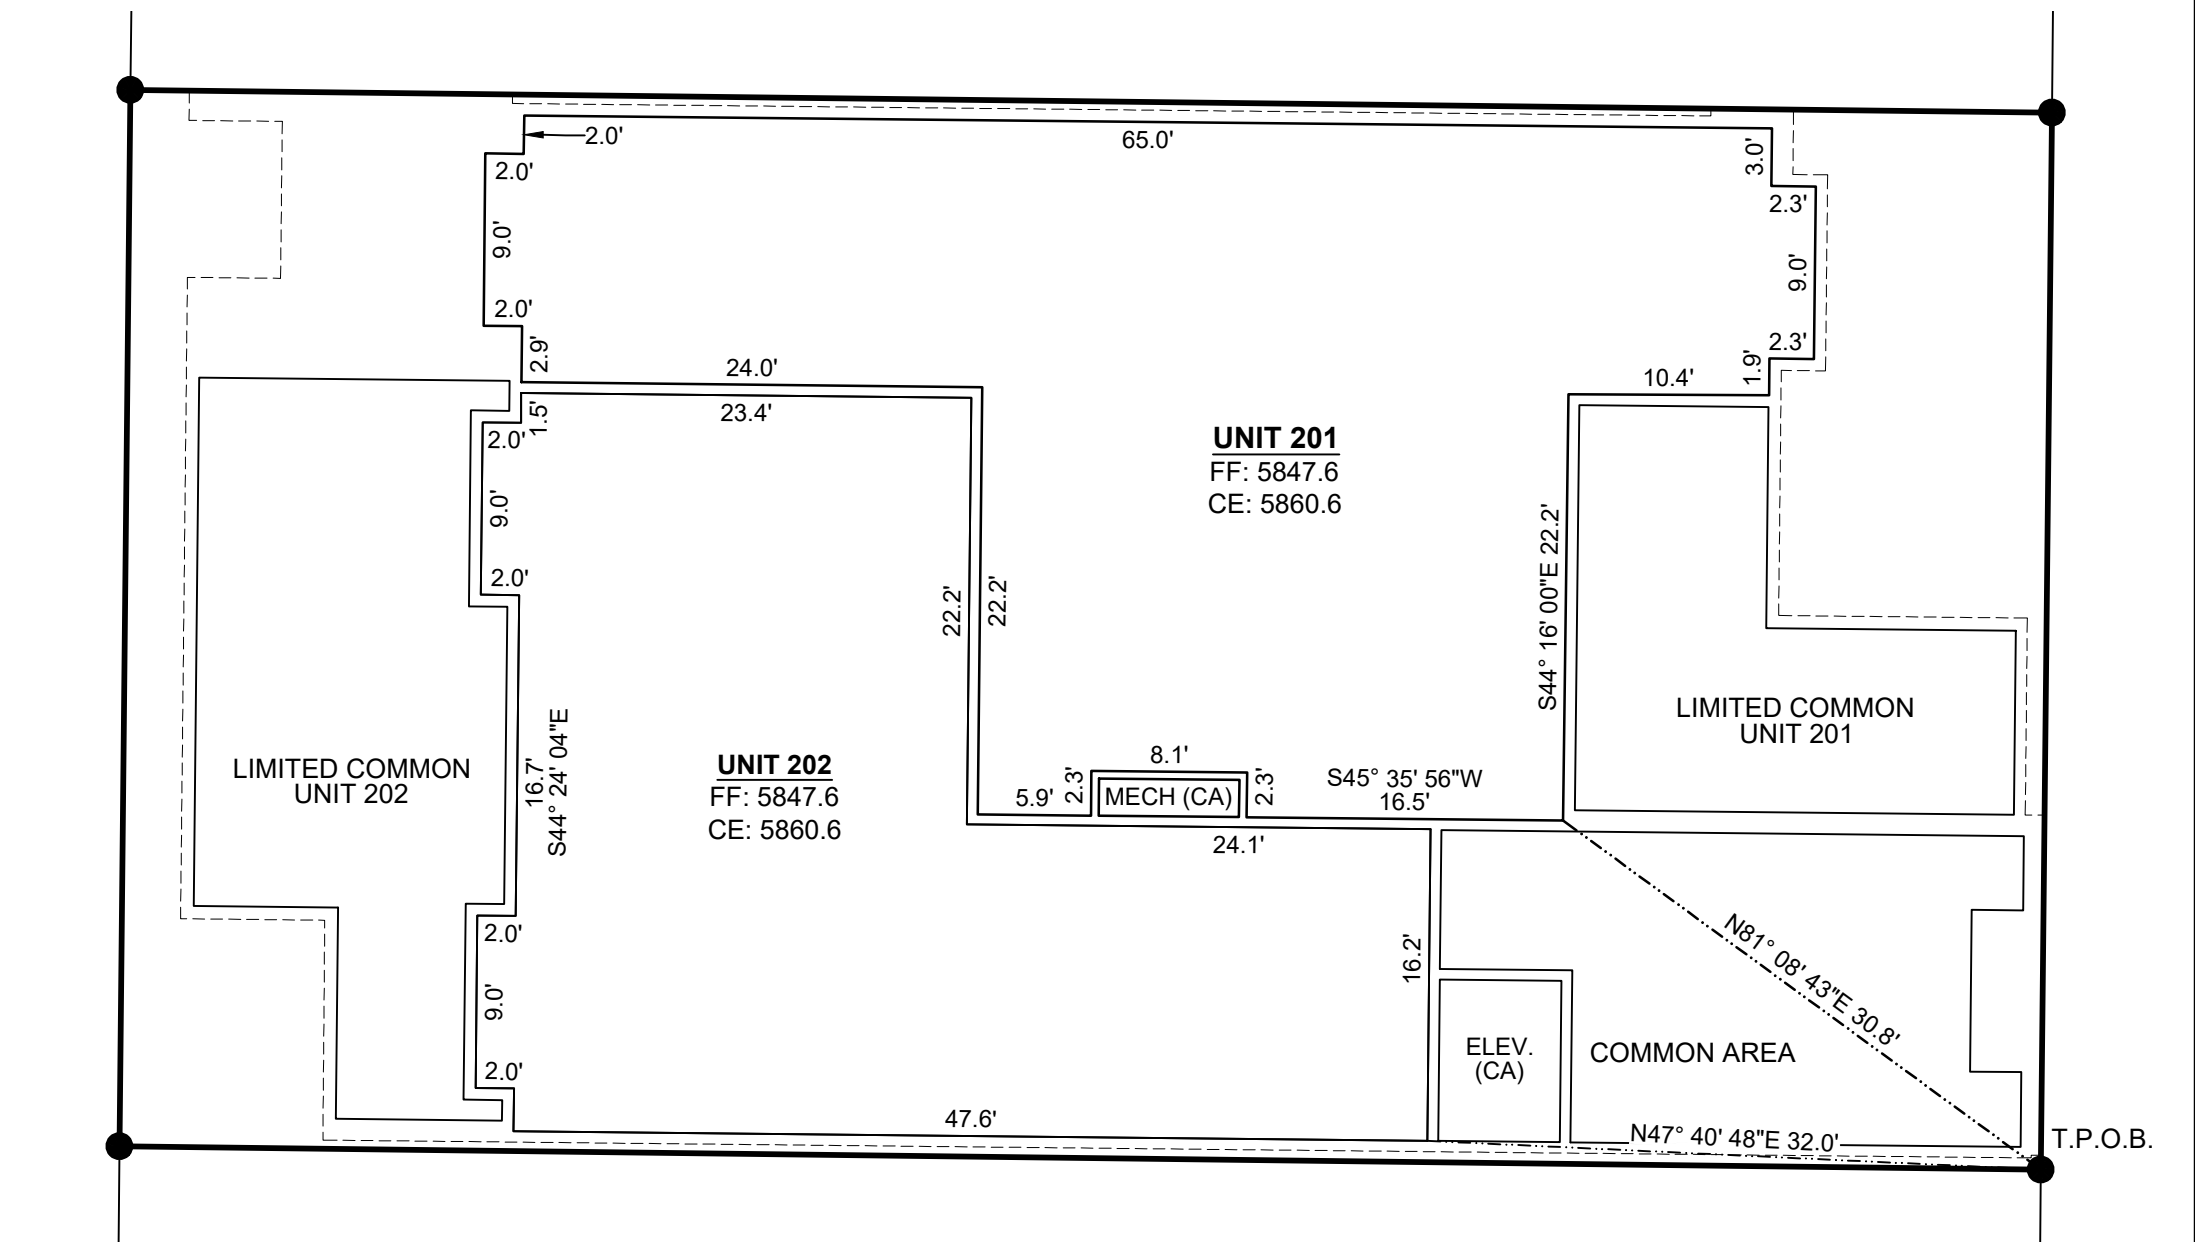 2.0'
65.0'
3.0'
2.0'
2.3'
9.0'
9.0'
2.0'
2.3'
2.9'
1.9'
24.0'
10.4'
23.4'
1.5'
2.0'
UNIT 201
FF: 5847.6
CE: 5860.6
9.0'
2.0'
22.2'
22.2'
S44° 16' 00"E 22.2'
LIMITED COMMON
UNIT 201
LIMITED COMMON
UNIT 202
16.7'
S44° 24' 04"E
UNIT 202
FF: 5847.6
CE: 5860.6
8.1'
5.9'
2.3'
MECH (CA)
2.3'
S45° 35' 56"W
16.5'
24.1'
2.0'
16.2'
N81° 08' 43"E 30.8'
9.0'
ELEV.
(CA)
COMMON AREA
2.0'
47.6'
N47° 40' 48"E 32.0'
T.P.O.B.